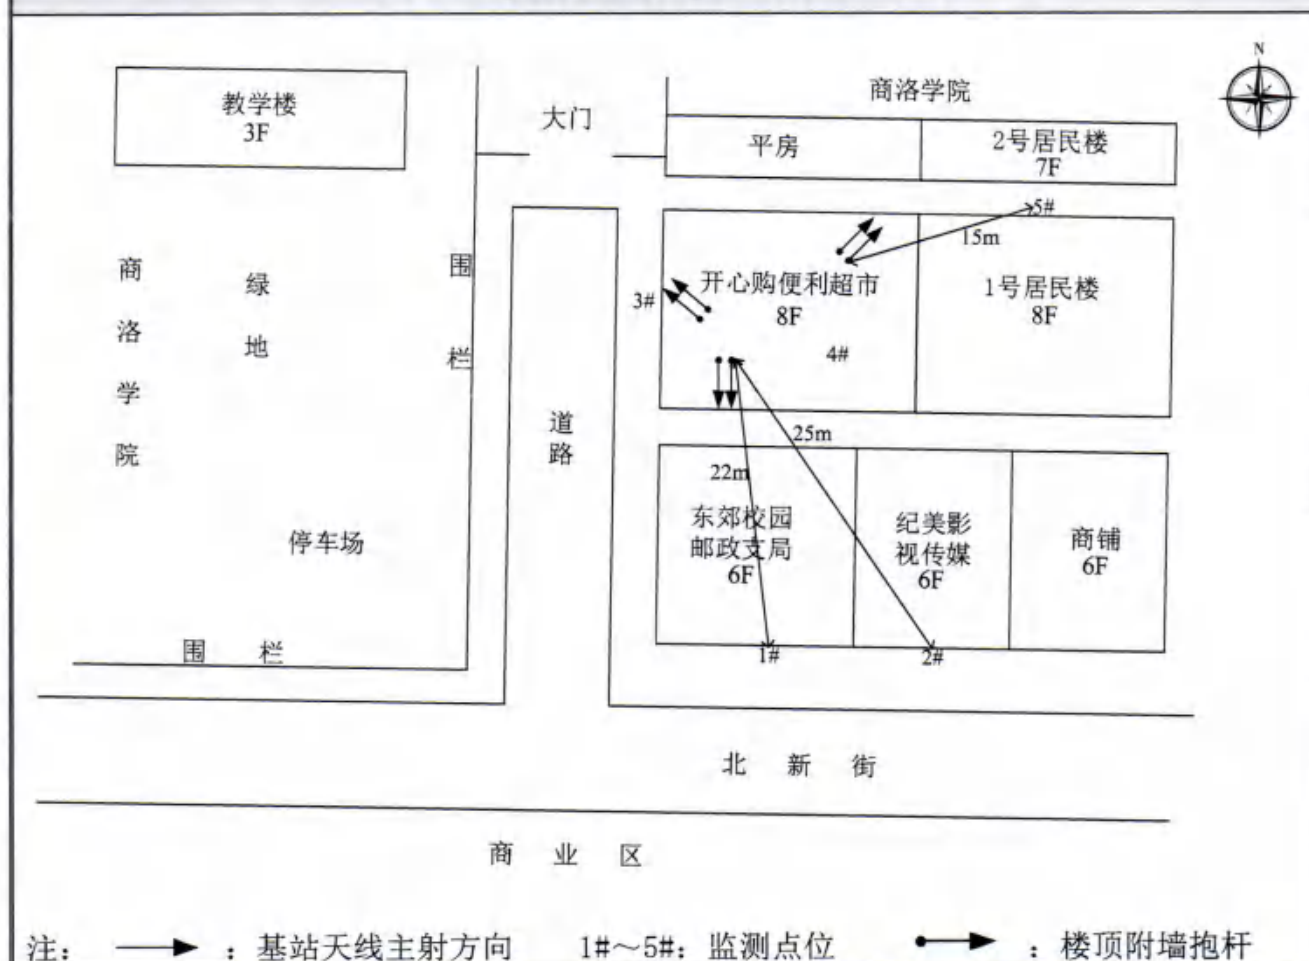 N
商洛学院
教学楼
3F
大门
平房
2号居民楼
7F
5#
15m
商洛学院
绿地
围栏
3#
开心购便利超市
8F
4#
1号居民楼
8F
道路
25m
22m
东郊校园
邮政支局
6F
纪美影
视传媒
6F
商铺
6F
停车场
围栏
1#
2#
北新街
商业区
注：
：基站天线主射方向
1#～5#：监测点位
：楼顶附墙抱杆